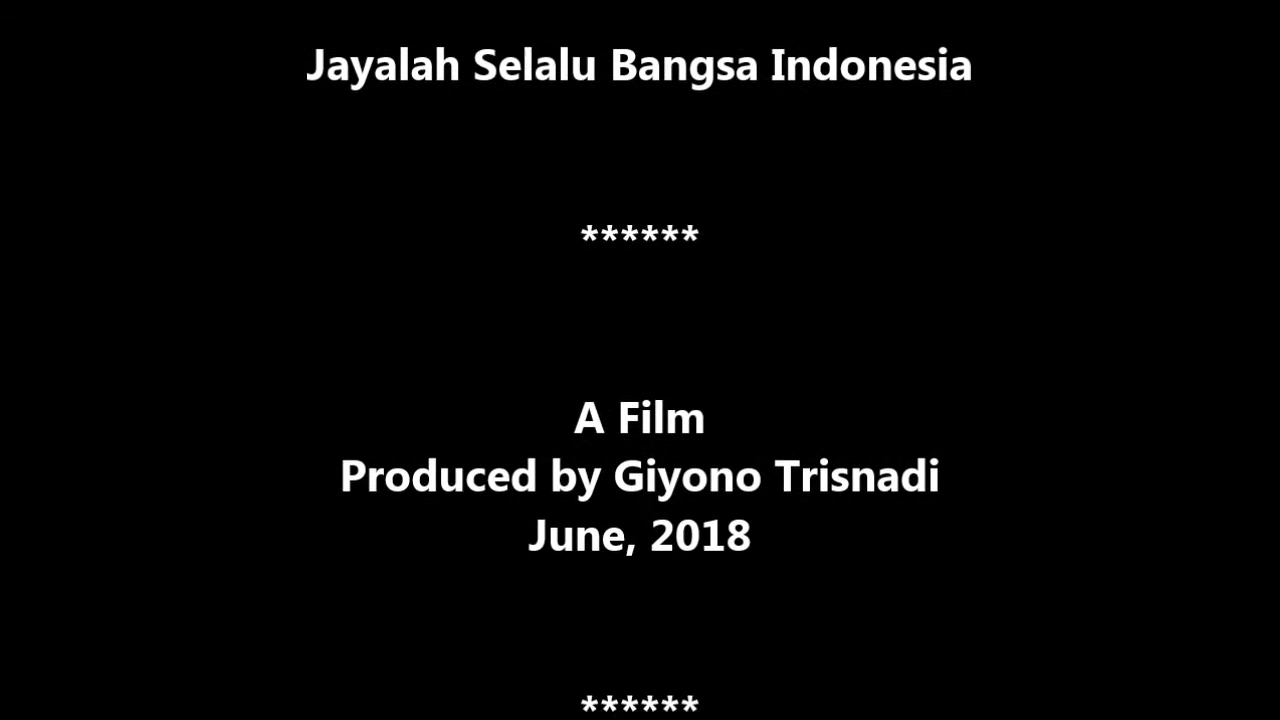 Jayalah Selalu Bangsa Indonesia
******
A Film
Produced by Giyono Trisnadi
June, 2018
******